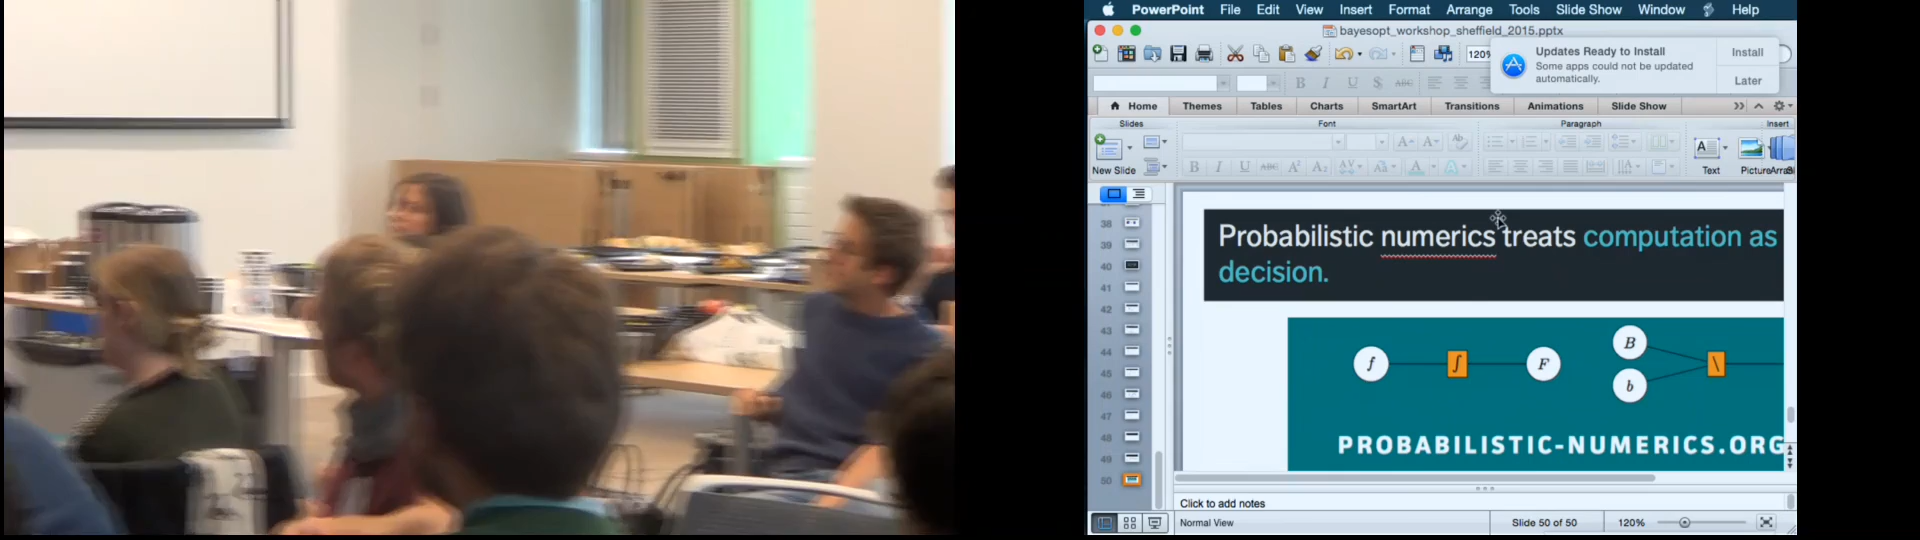 PowerPoint File Edit View Insert Format Arrange Tools Slide Show Window Help
bayesopt_workshop_sheffield_2015.pptx
120%
Updates Ready to Install
Some apps could not be updated
automatically.
Install
Later
Home Themes Tables Charts SmartArt Transitions Animations Slide Show
Slides Font Paragraph Insert
New Slide
B I U ABC A² A₂
Text Picture
38
39
40
41
42
43
44
45
46
47
48
49
50
Probabilistic numerics treats computation as
decision.
f ∫ F
B
b
\
PROBABILISTIC-NUMERICS.ORG
Click to add notes
Normal View Slide 50 of 50 120%